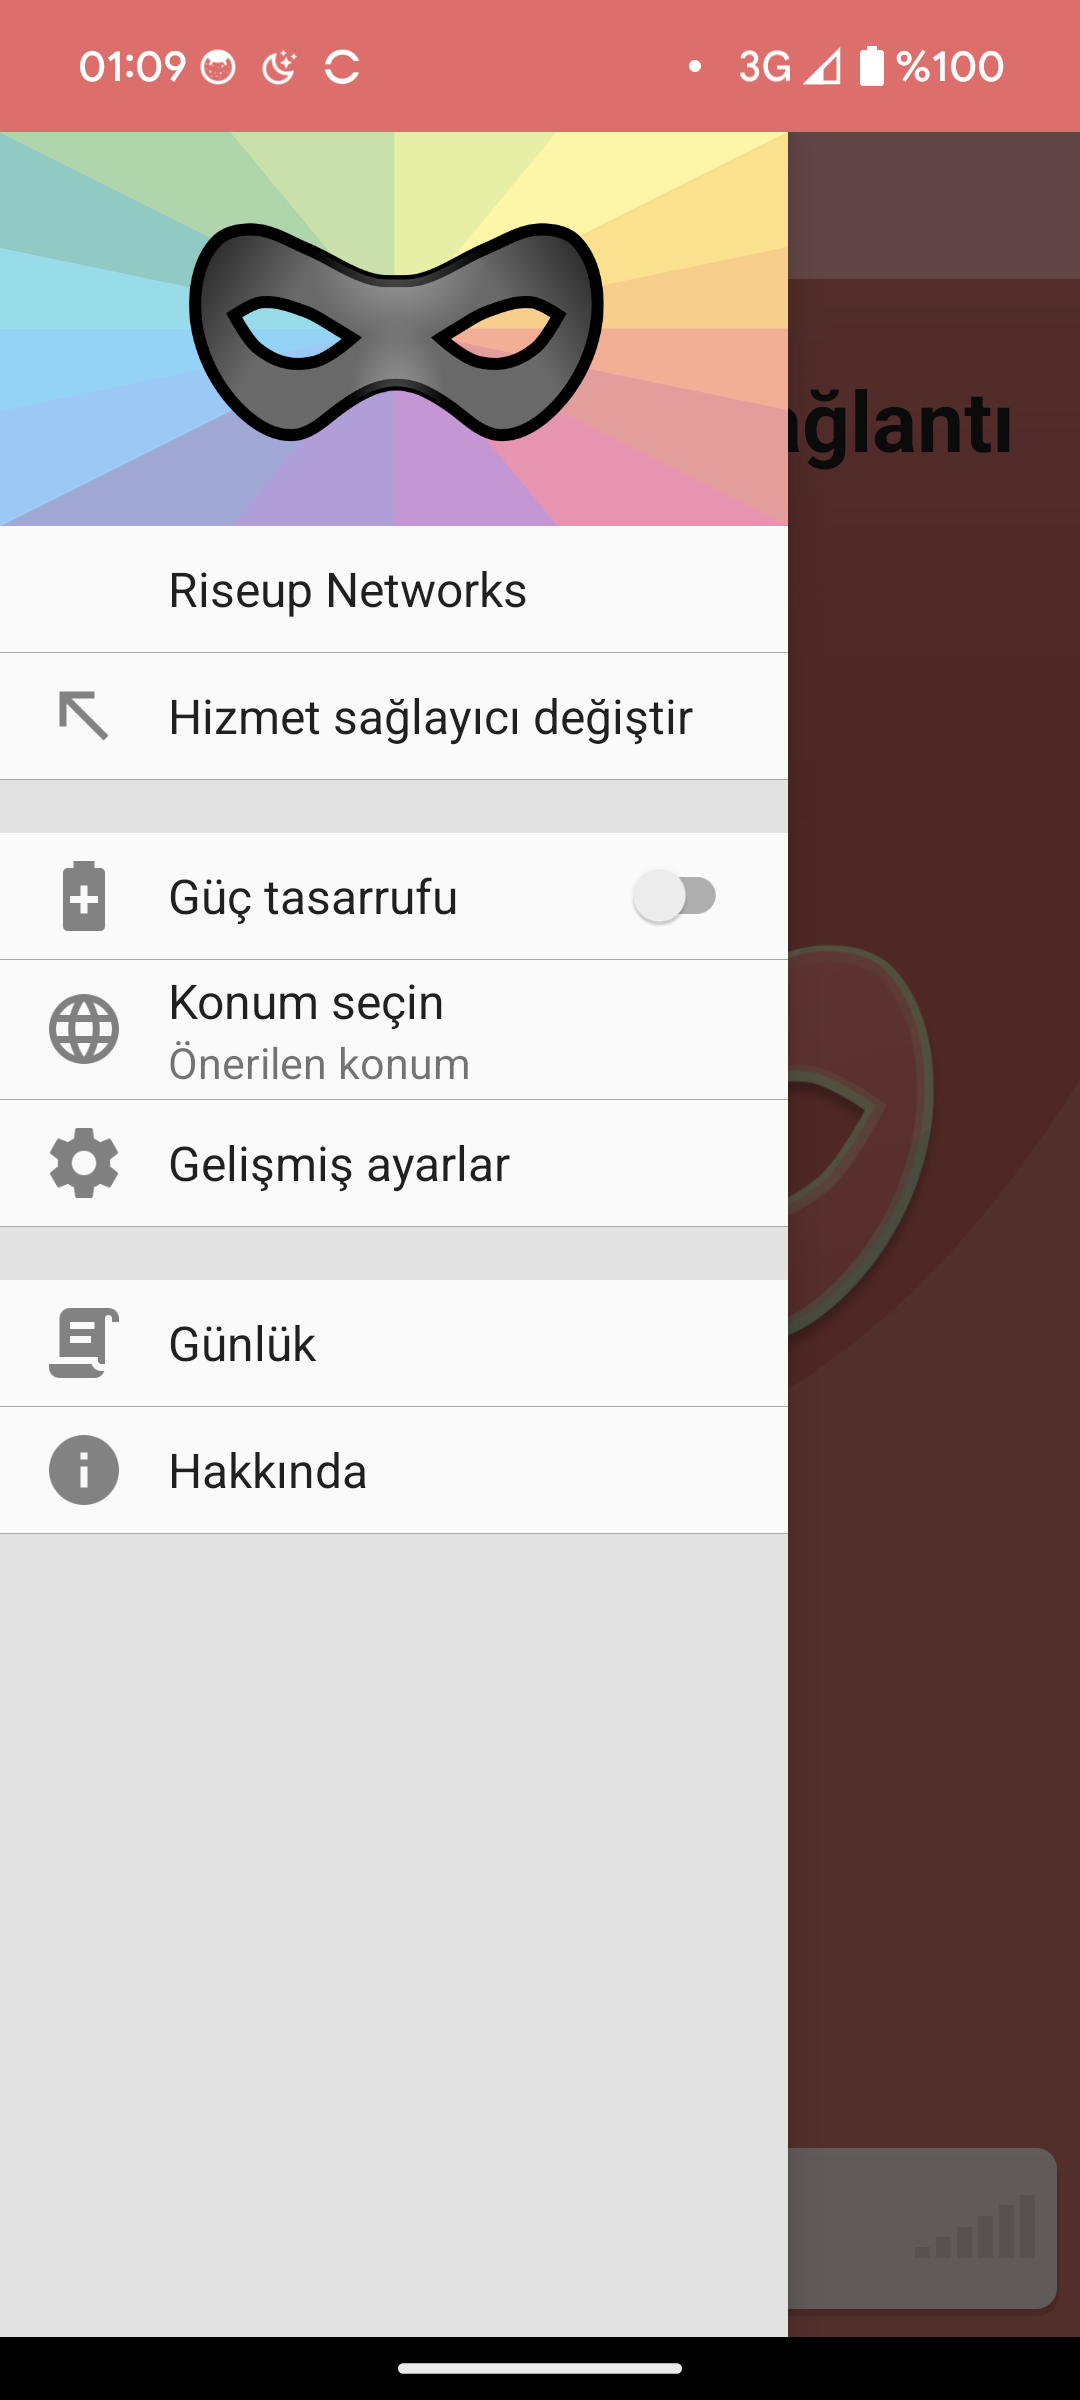 01:09
3G
%100
ağlantı
Riseup Networks
Hizmet sağlayıcı değiştir
Güç tasarrufu
Konum seçin
Önerilen konum
Gelişmiş ayarlar
Günlük
Hakkında